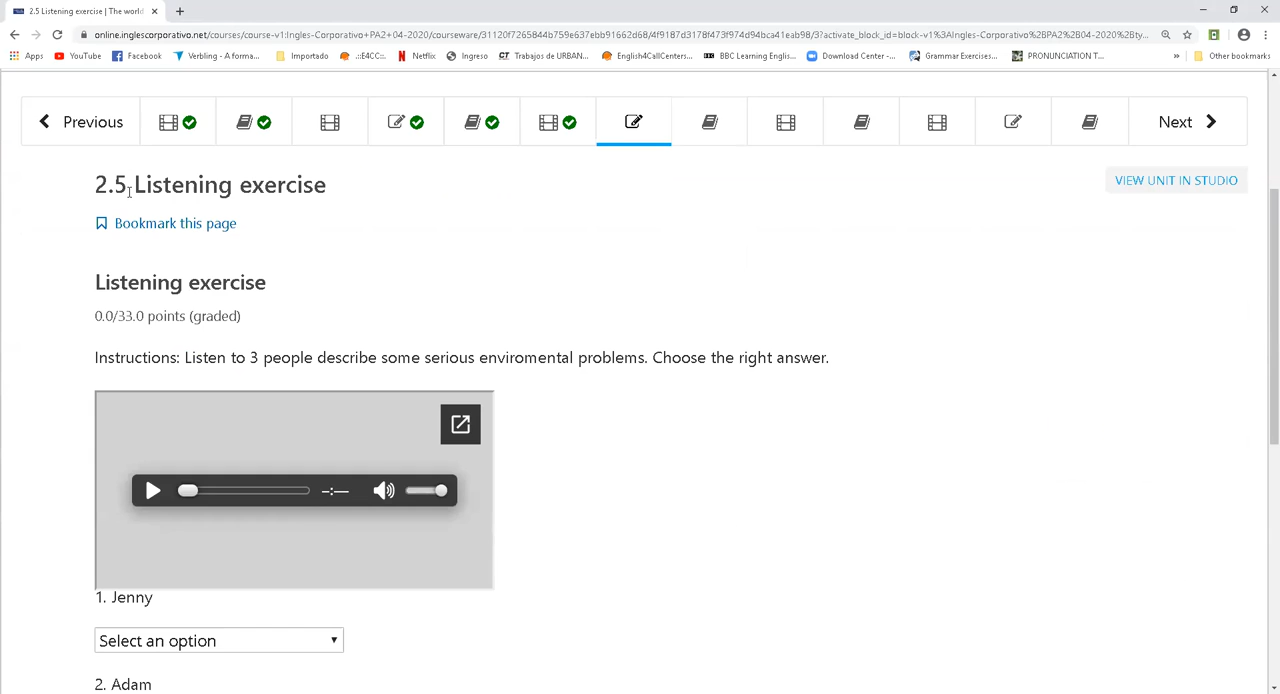 2.5 Listening exercise | The world
online.inglescorporativo.net/courses/course-v1:Ingles-Corporativo+PA2+04-2020/courseware/31120f7265844b759e637ebb91662d68/4f9187d3178f473f974d94bca41eab98/3?activate_block_id=block-v1%3AIngles-Corporativo%2BPA2%2B04-2020%2Bty...
Apps YouTube Facebook Verbling - A forma... Importado .::E4CC::. Netflix Ingreso Trabajos de URBAN... English4CallCenters... BBC Learning Englis... Download Center -... Grammar Exercises... PRONUNCIATION T... » Other bookmarks
Previous Next
2.5 Listening exercise
VIEW UNIT IN STUDIO
Bookmark this page
Listening exercise
0.0/33.0 points (graded)
Instructions: Listen to 3 people describe some serious enviromental problems. Choose the right answer.
-:—
1. Jenny
Select an option
2. Adam